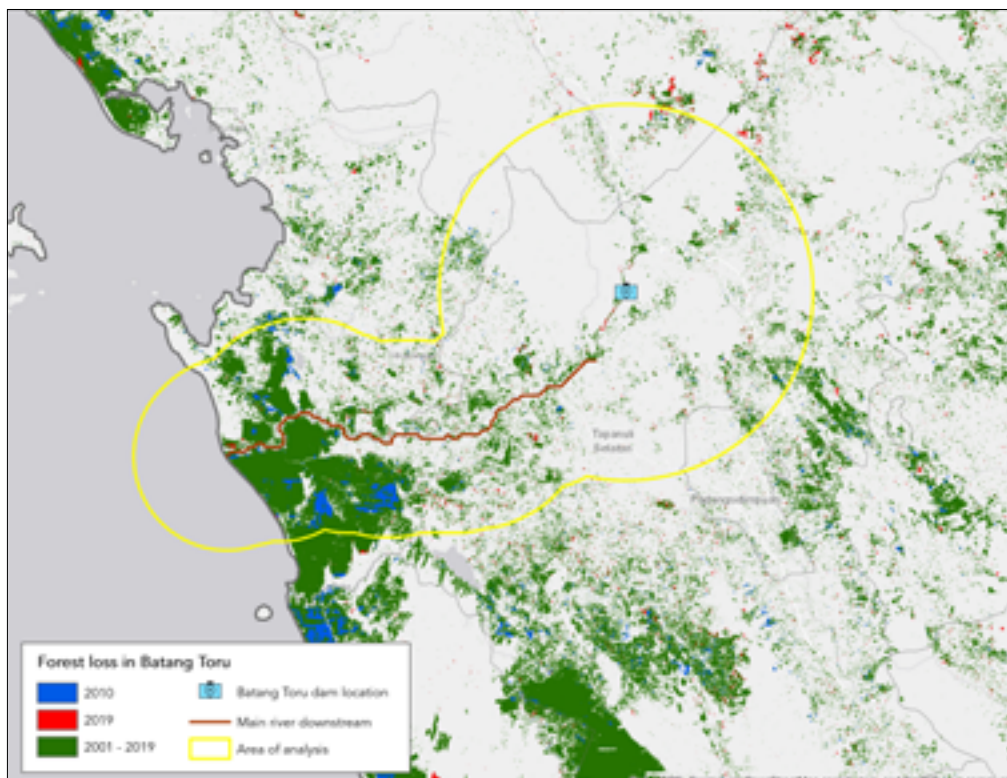 Tapanuli
Selatan
Padangsidimpuan
Forest loss in Batang Toru
2010
2019
2001 - 2019
Batang Toru dam location
Main river downstream
Area of analysis